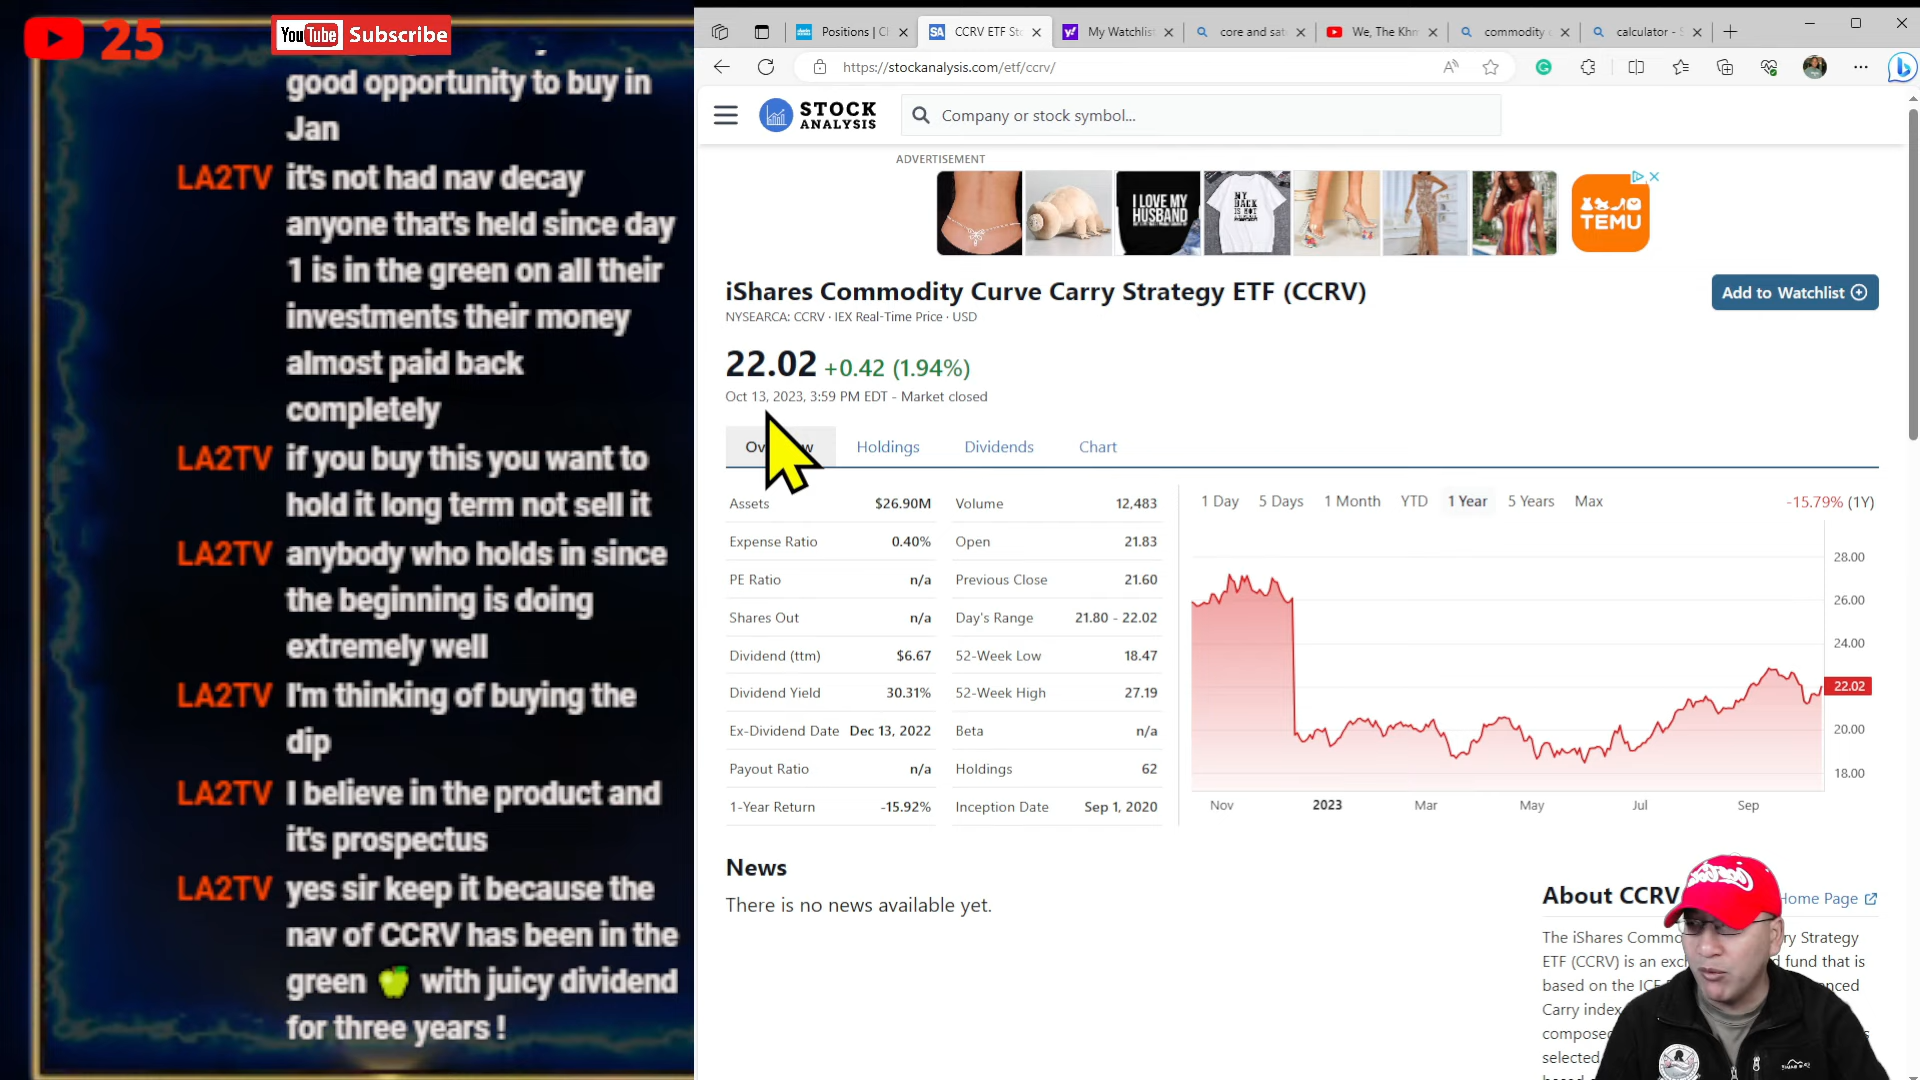 25
YouTube Subscribe
good opportunity to buy in
Jan
LA2TV it's not had nav decay
anyone that's held since day
1 is in the green on all their
investments their money
almost paid back
completely
LA2TV if you buy this you want to
hold it long term not sell it
LA2TV anybody who holds in since
the beginning is doing
extremely well
LA2TV I'm thinking of buying the
dip
LA2TV I believe in the product and
it's prospectus
LA2TV yes sir keep it because the
nav of CCRV has been in the
green 🍏 with juicy dividend
for three years !
Positions | Cl
CCRV ETF Sto
My Watchlist
core and sat
We, The Khm
commodity
calculator - S
https://stockanalysis.com/etf/ccrv/
STOCK
ANALYSIS
Company or stock symbol...
ADVERTISEMENT
I LOVE MY
HUSBAND
MY
BACK
IS NOT
TEMU
iShares Commodity Curve Carry Strategy ETF (CCRV)
Add to Watchlist
NYSEARCA: CCRV · IEX Real-Time Price · USD
22.02 +0.42 (1.94%)
Oct 13, 2023, 3:59 PM EDT - Market closed
Ov w Holdings Dividends Chart
Assets $26.90M Volume 12,483
Expense Ratio 0.40% Open 21.83
PE Ratio n/a Previous Close 21.60
Shares Out n/a Day's Range 21.80 - 22.02
Dividend (ttm) $6.67 52-Week Low 18.47
Dividend Yield 30.31% 52-Week High 27.19
Ex-Dividend Date Dec 13, 2022 Beta n/a
Payout Ratio n/a Holdings 62
1-Year Return -15.92% Inception Date Sep 1, 2020
1 Day 5 Days 1 Month YTD 1 Year 5 Years Max -15.79% (1Y)
28.00
26.00
24.00
22.02
20.00
18.00
Nov 2023 Mar May Jul Sep
News
There is no news available yet.
About CCRV Home Page
The iShares Commo ry Strategy
ETF (CCRV) is an exc d fund that is
based on the ICE nced
Carry index
composed
selected